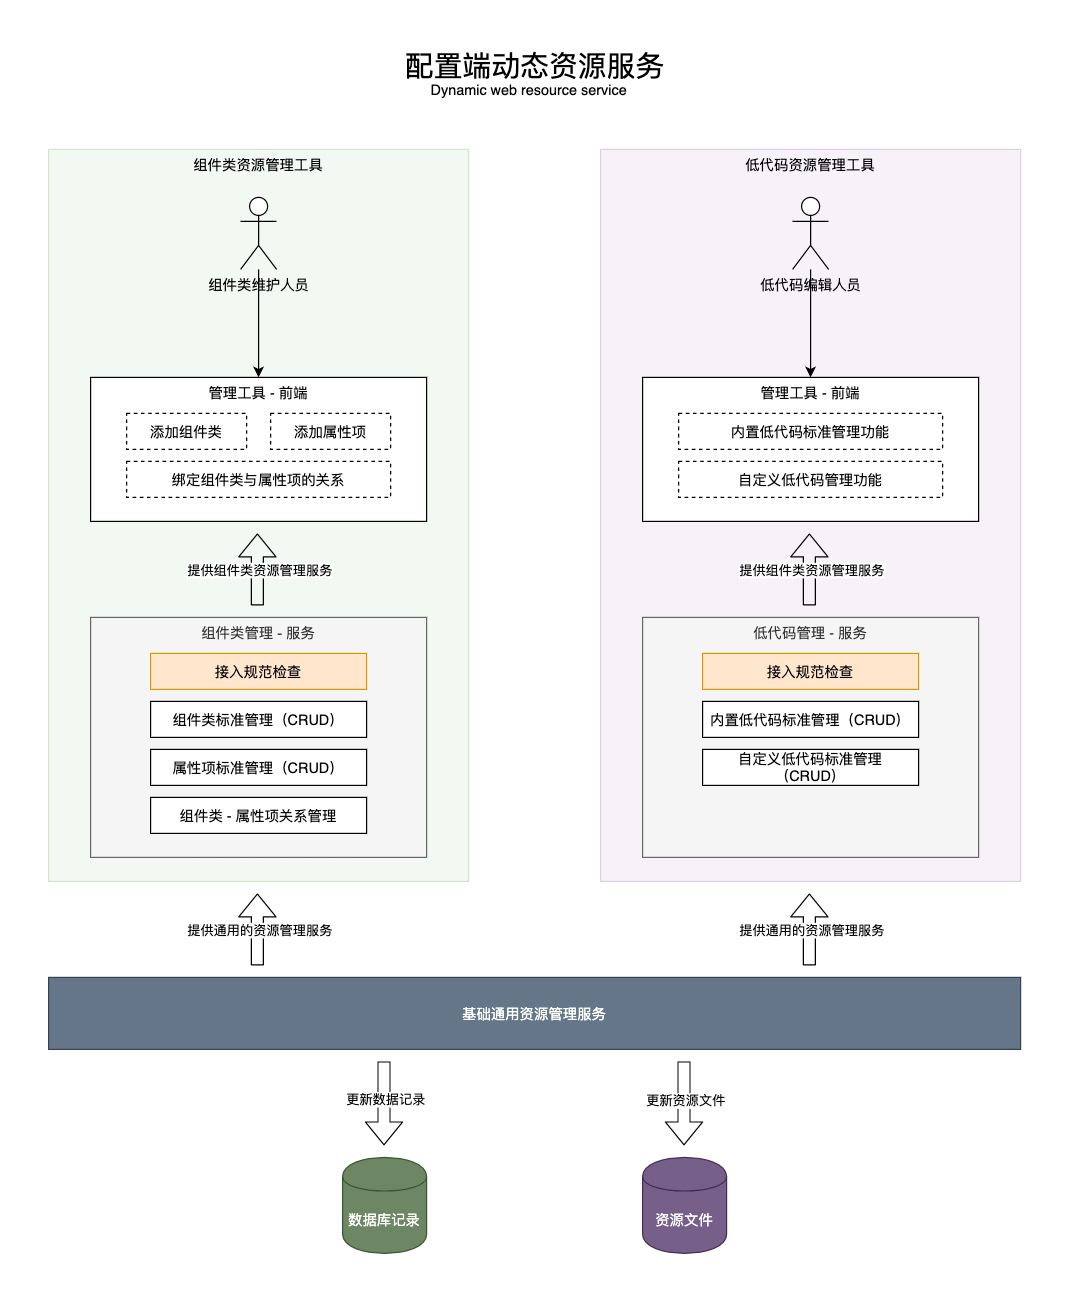 配置端动态资源服务
Dynamic web resource service
组件类资源管理工具
组件类维护人员
管理工具 - 前端
添加组件类
添加属性项
绑定组件类与属性项的关系
提供组件类资源管理服务
组件类管理 - 服务
接入规范检查
组件类标准管理（CRUD）
属性项标准管理（CRUD）
组件类 - 属性项关系管理
提供通用的资源管理服务
低代码资源管理工具
低代码编辑人员
管理工具 - 前端
内置低代码标准管理功能
自定义低代码管理功能
提供组件类资源管理服务
低代码管理 - 服务
接入规范检查
内置低代码标准管理（CRUD）
自定义低代码标准管理
（CRUD）
提供通用的资源管理服务
基础通用资源管理服务
更新数据记录
更新资源文件
数据库记录
资源文件